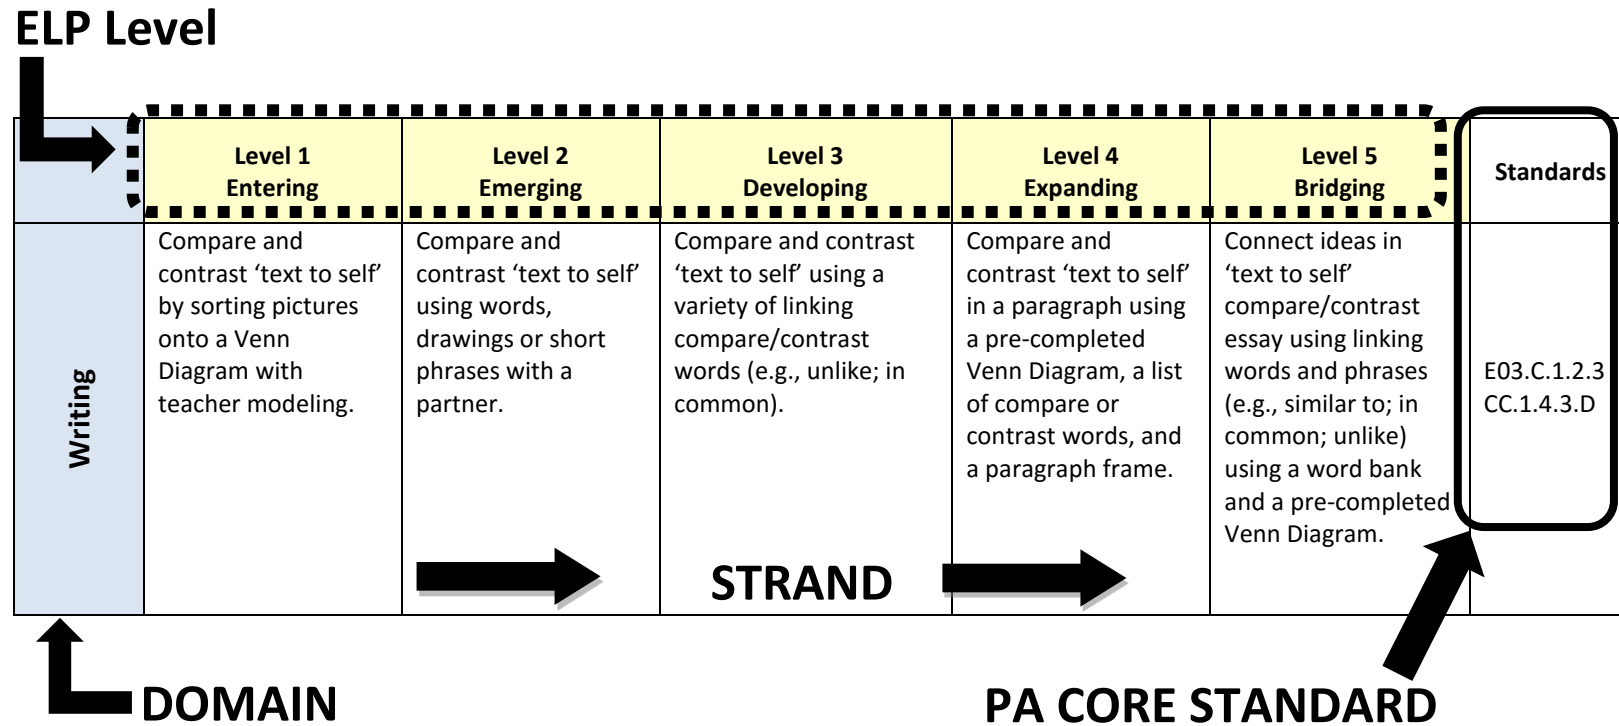 ELP Level
Level 1
Entering
Level 2
Emerging
Level 3
Developing
Level 4
Expanding
Level 5
Bridging
Standards
Writing
Compare and
contrast ‘text to self’
by sorting pictures
onto a Venn
Diagram with
teacher modeling.
Compare and
contrast ‘text to self’
using words,
drawings or short
phrases with a
partner.
Compare and contrast
‘text to self’ using a
variety of linking
compare/contrast
words (e.g., unlike; in
common).
Compare and
contrast ‘text to self’
in a paragraph using
a pre-completed
Venn Diagram, a list
of compare or
contrast words, and
a paragraph frame.
Connect ideas in
‘text to self’
compare/contrast
essay using linking
words and phrases
(e.g., similar to; in
common; unlike)
using a word bank
and a pre-completed
Venn Diagram.
E03.C.1.2.3
CC.1.4.3.D
STRAND
DOMAIN
PA CORE STANDARD